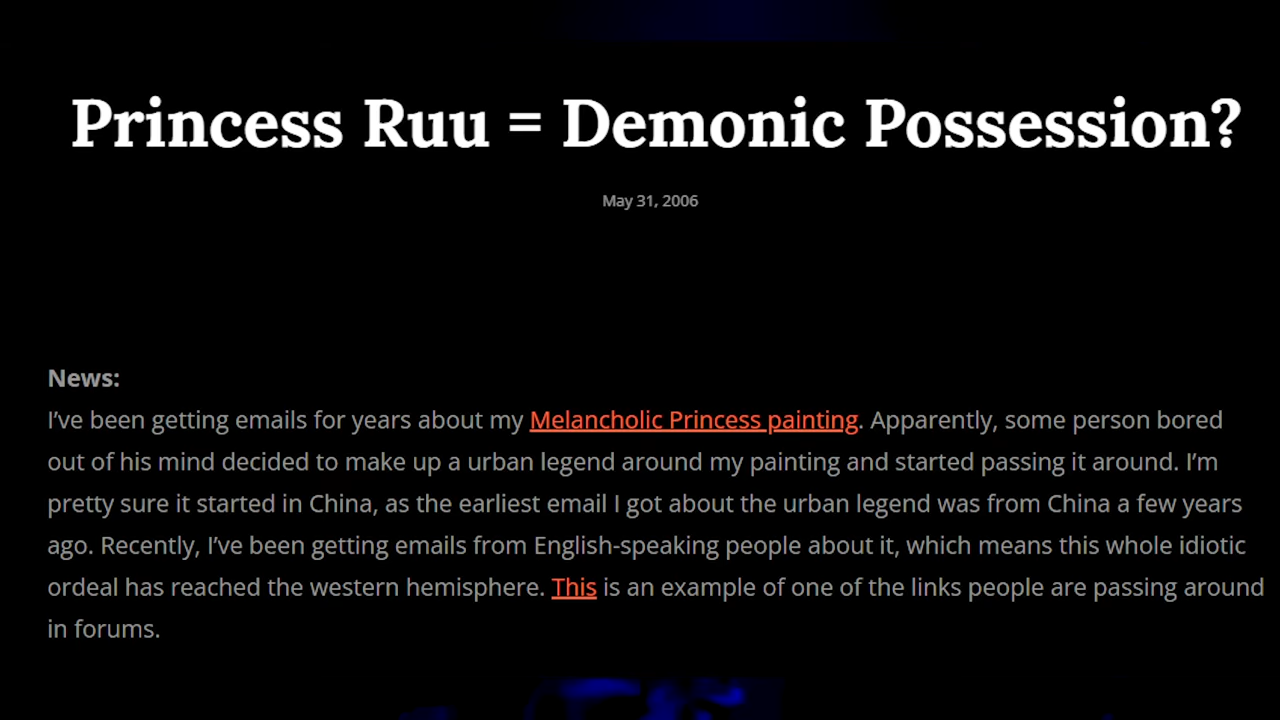 Princess Ruu = Demonic Possession?
May 31, 2006
News:
I’ve been getting emails for years about my Melancholic Princess painting. Apparently, some person bored
out of his mind decided to make up a urban legend around my painting and started passing it around. I’m
pretty sure it started in China, as the earliest email I got about the urban legend was from China a few years
ago. Recently, I’ve been getting emails from English-speaking people about it, which means this whole idiotic
ordeal has reached the western hemisphere. This is an example of one of the links people are passing around
in forums.